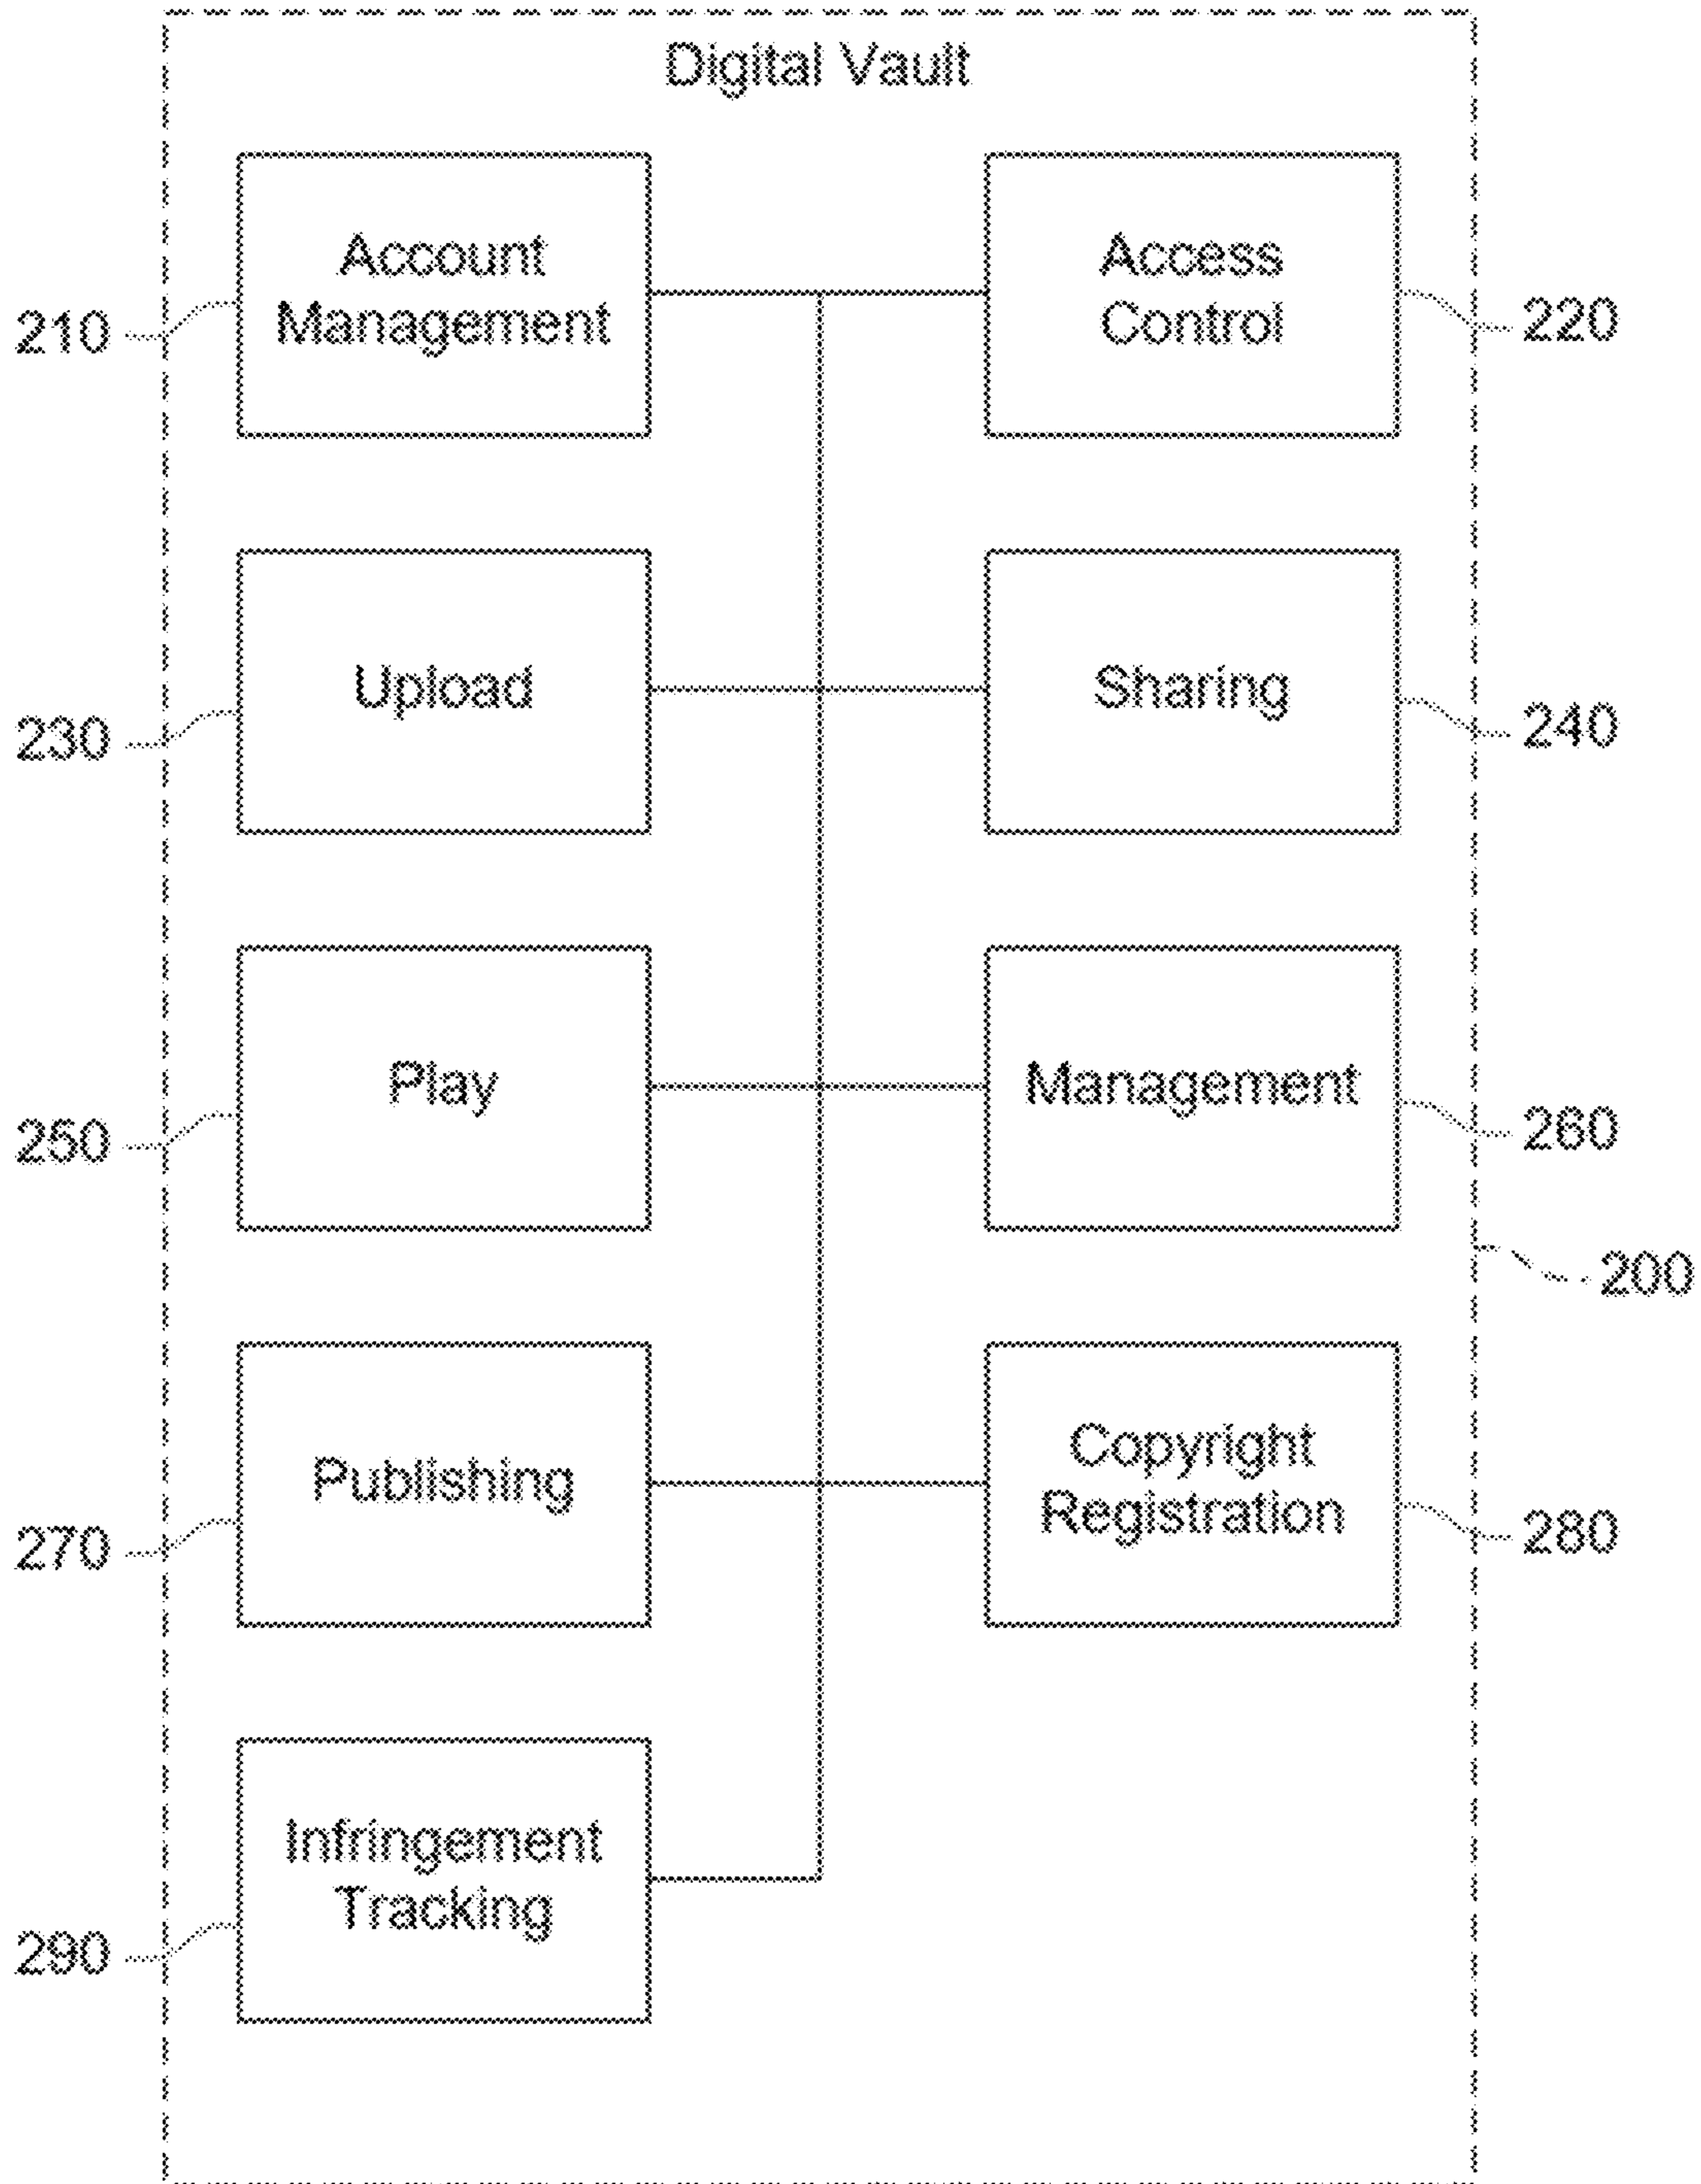 Digital Vault
Account
Management
210
Access
Control
220
Upload
230
Sharing
240
Play
250
Management
260
200
Publishing
270
Copyright
Registration
280
Infringement
Tracking
290